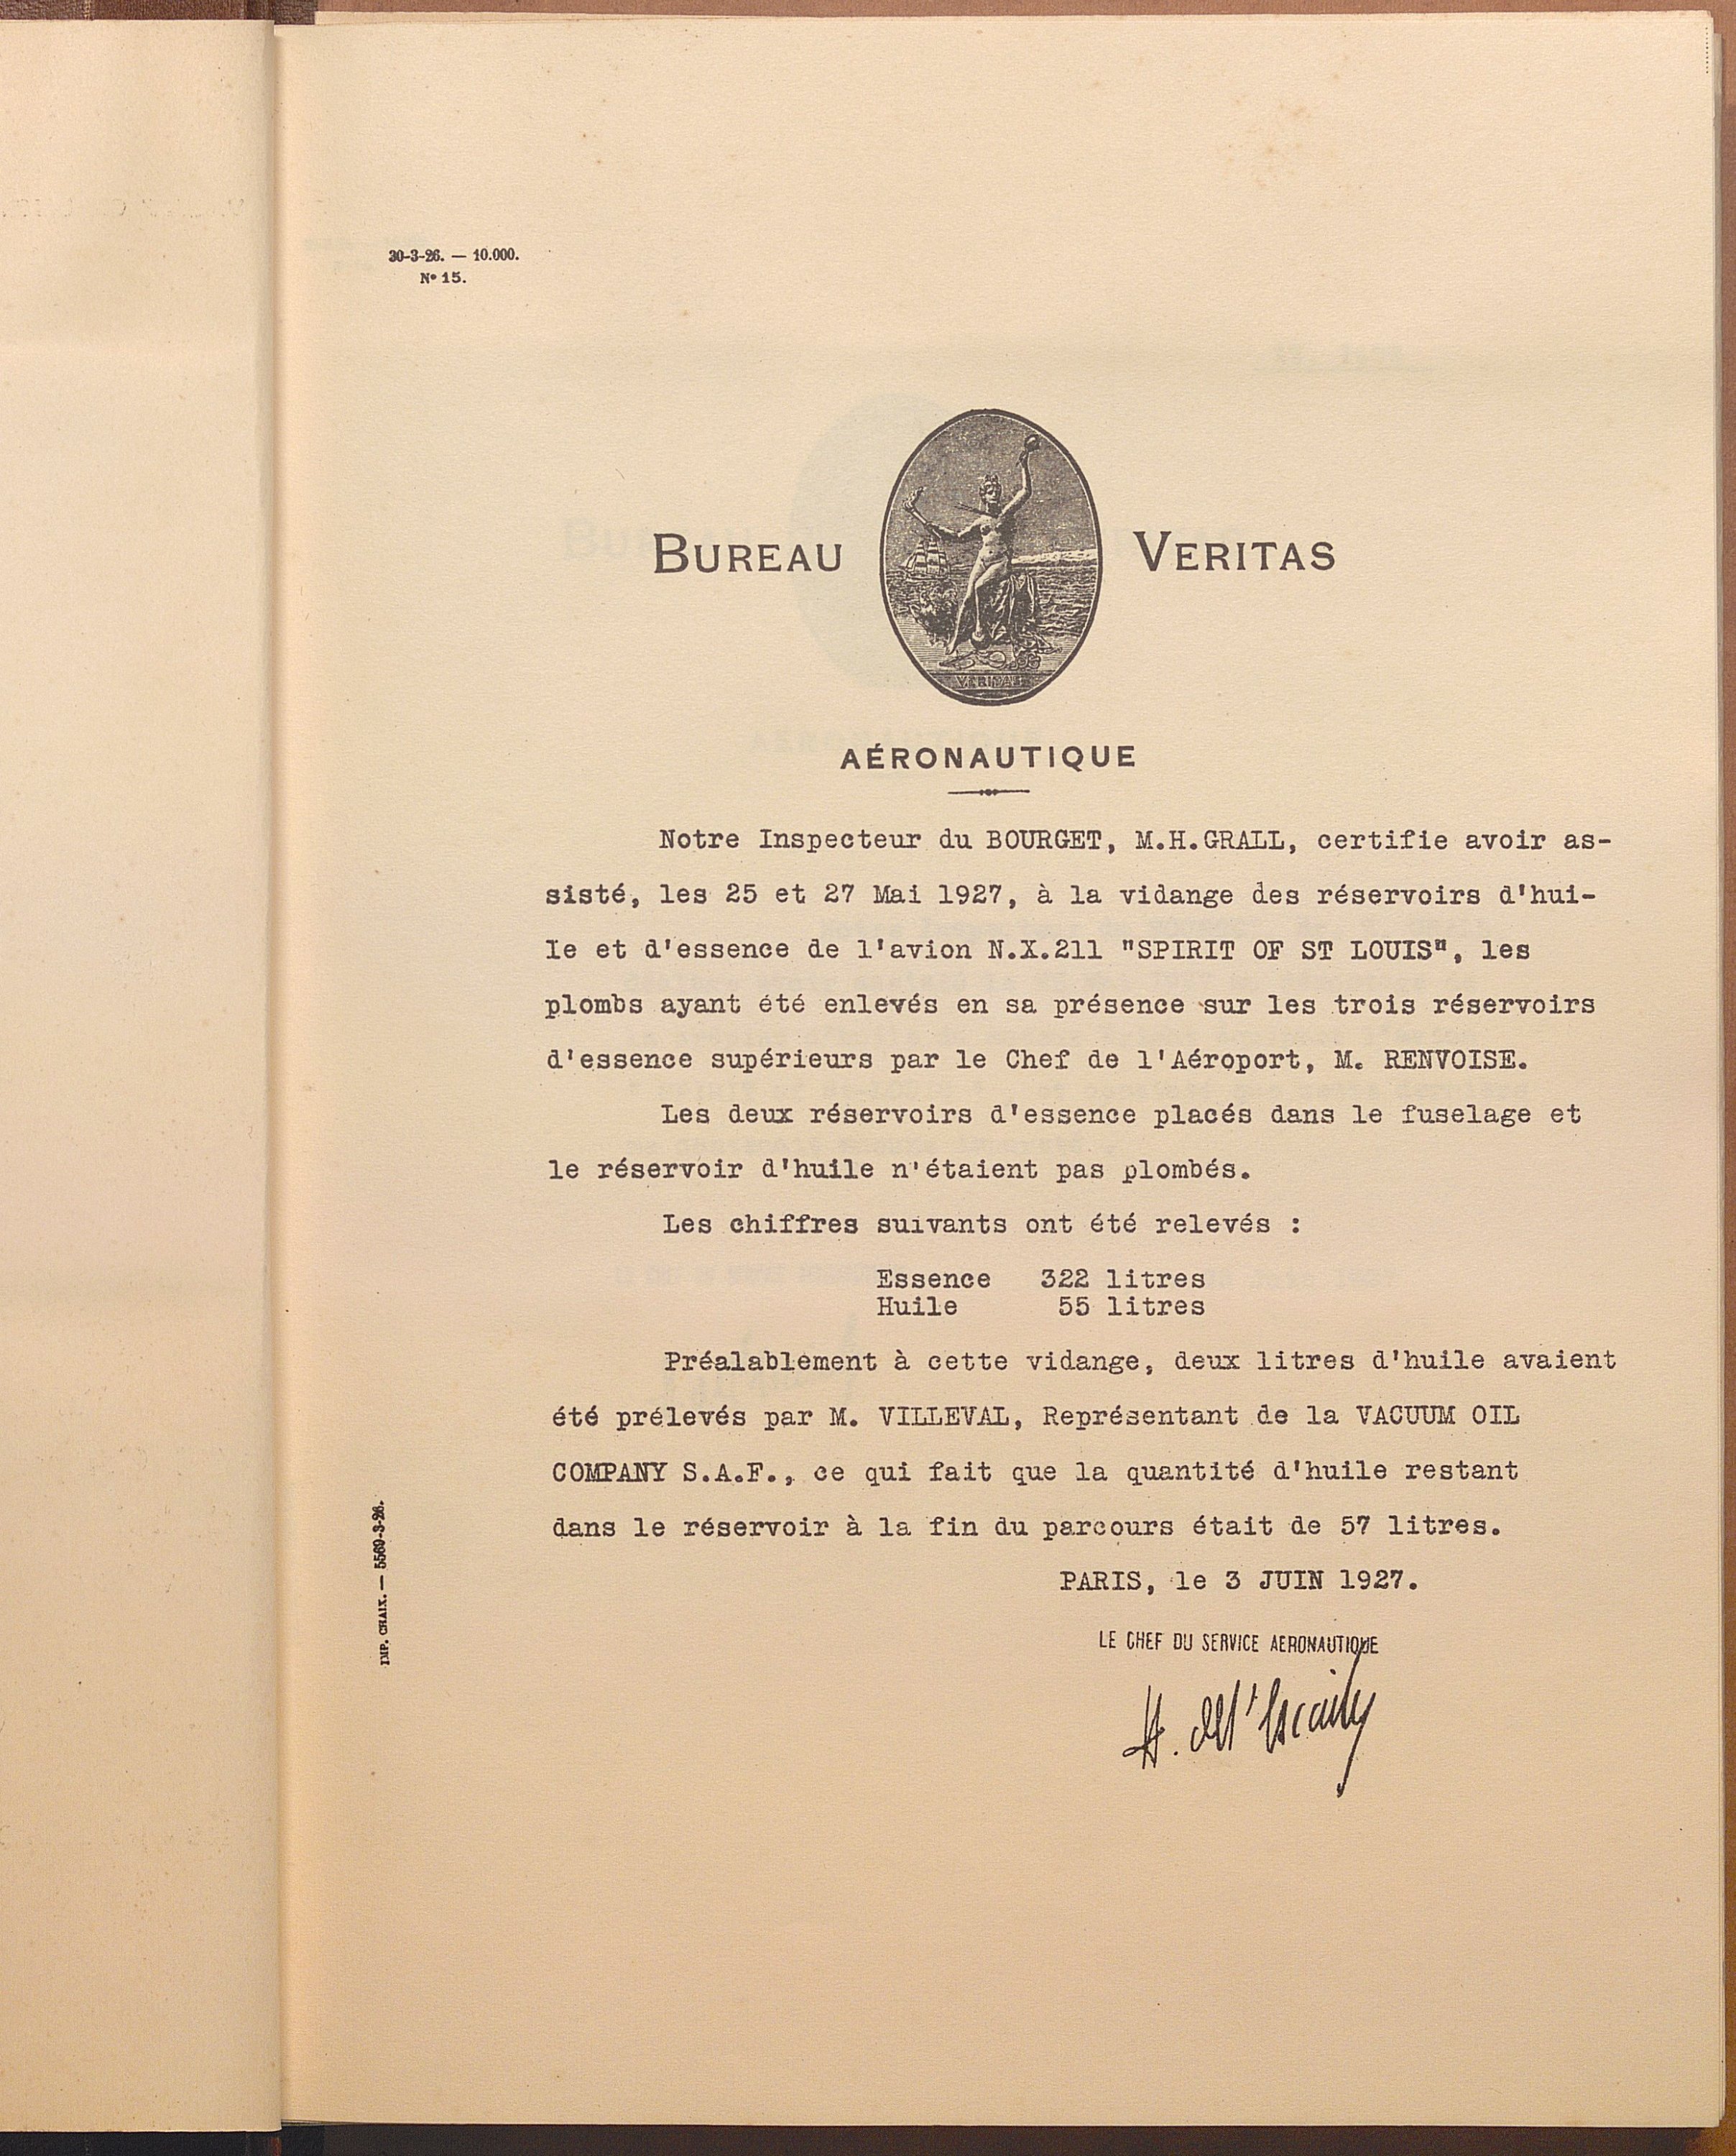 30-3-26. — 10.000.
Nº 15.
BUREAU VERITAS
VERITAS
AÉRONAUTIQUE
Notre Inspecteur du BOURGET, M.H.GRALL, certifie avoir as-
sisté, les 25 et 27 Mai 1927, à la vidange des réservoirs d'hui-
le et d'essence de l'avion N.X.211 "SPIRIT OF ST LOUIS", les
plombs ayant été enlevés en sa présence sur les trois réservoirs
d'essence supérieurs par le Chef de l'Aéroport, M. RENVOISE.
Les deux réservoirs d'essence placés dans le fuselage et
le réservoir d'huile n'étaient pas plombés.
Les chiffres suivants ont été relevés :
Essence 322 litres
Huile 55 litres
Préalablement à cette vidange, deux litres d'huile avaient
été prélevés par M. VILLEVAL, Représentant de la VACUUM OIL
COMPANY S.A.F., ce qui fait que la quantité d'huile restant
dans le réservoir à la fin du parcours était de 57 litres.
PARIS, le 3 JUIN 1927.
LE CHEF DU SERVICE AERONAUTIQUE
H.
IMP. CHAIX. — 5569-3-26.